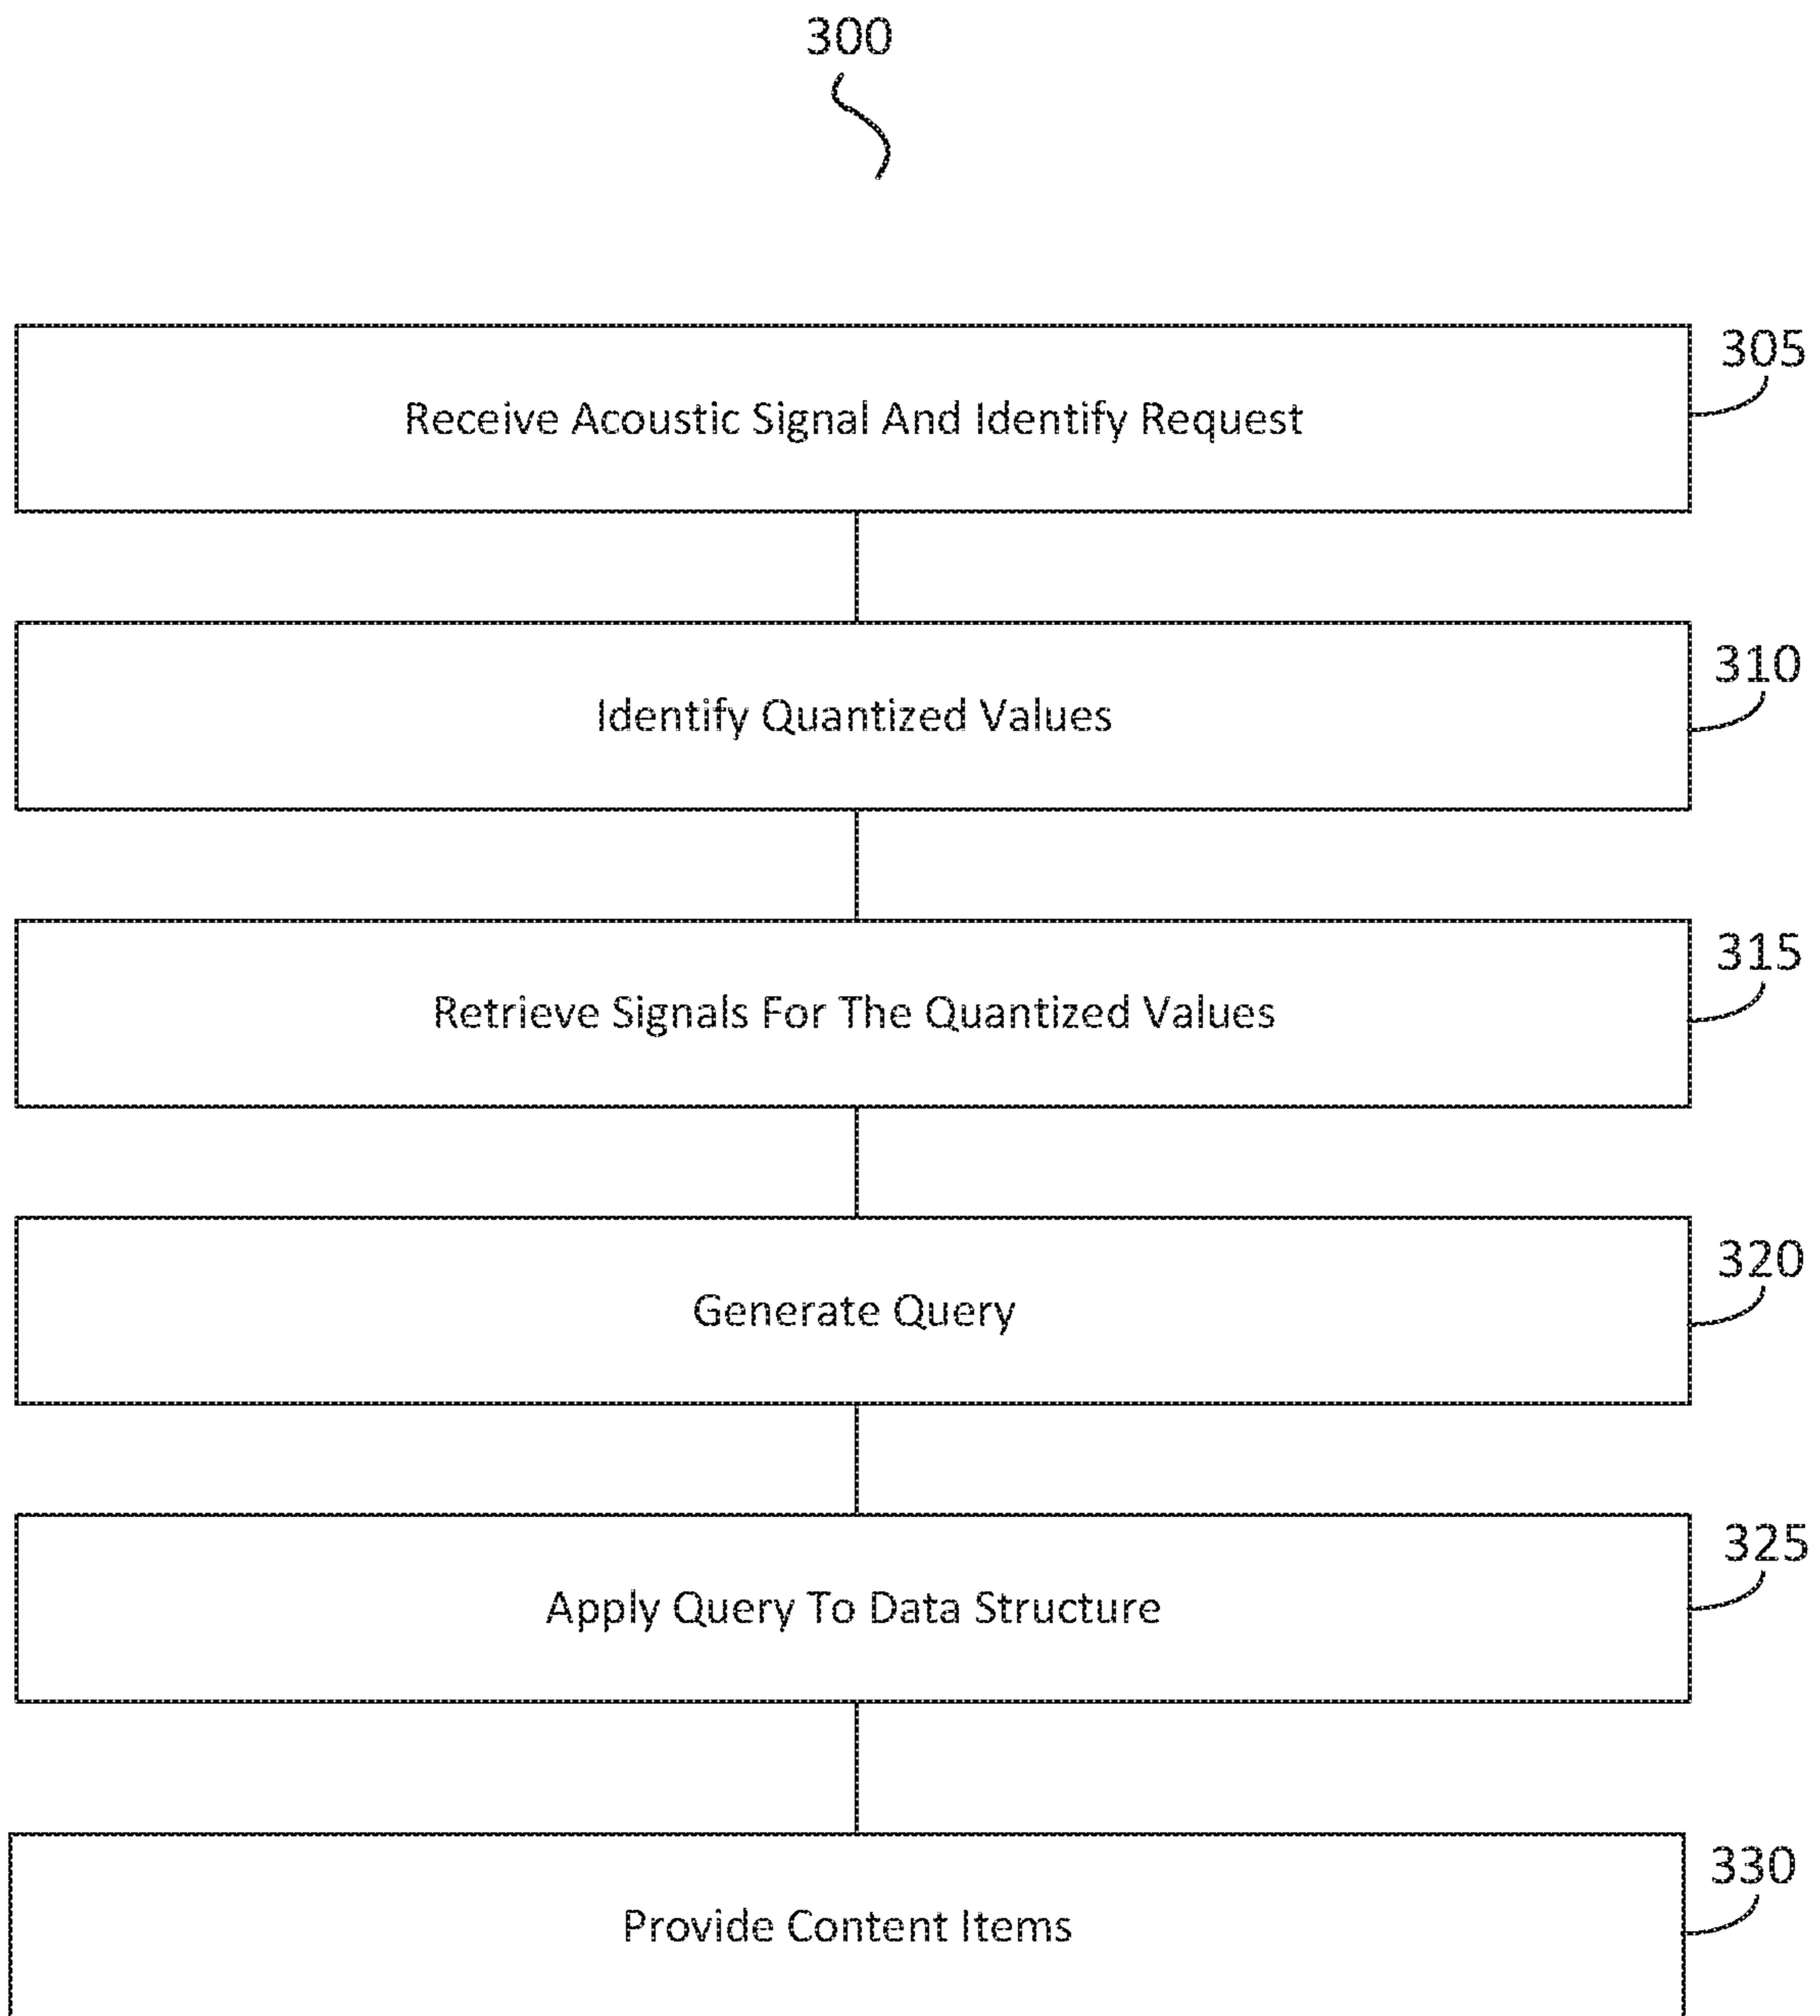 300
305
Receive Acoustic Signal And Identify Request
310
Identify Quantized Values
315
Retrieve Signals For The Quantized Values
320
Generate Query
325
Apply Query To Data Structure
330
Provide Content Items